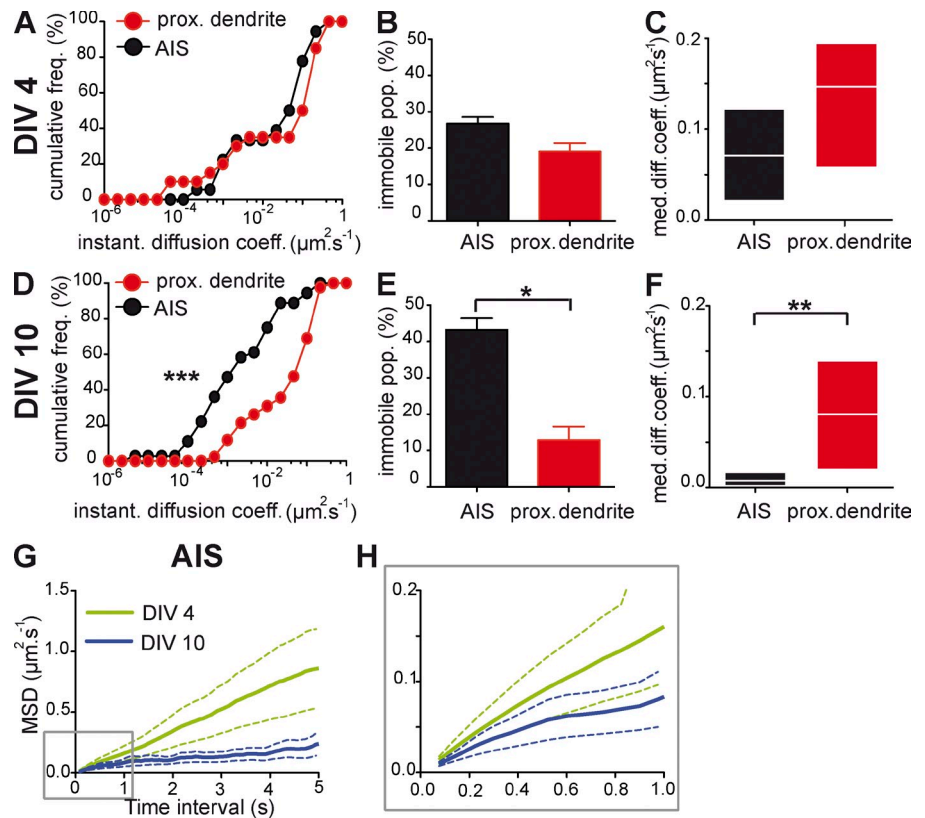 A
prox. dendrite
AIS
DIV 4
cumulative freq. (%)
100
80
60
40
20
0
10⁻⁶
10⁻⁴
10⁻²
1
instant. diffusion coeff. (µm².s⁻¹)
B
immobile pop. (%)
50
40
30
20
10
0
AIS
prox.dendrite
C
med.diff.coeff.(µm².s⁻¹)
0.2
0.1
0.0
AIS
prox.dendrite
D
prox. dendrite
AIS
DIV 10
cumulative freq. (%)
100
80
60
40
20
0
***
10⁻⁶
10⁻⁴
10⁻²
1
instant. diffusion coeff. (µm².s⁻¹)
E
immobile pop. (%)
50
40
30
20
10
0
*
AIS
prox.dendrite
F
med.diff.coeff.(µm².s⁻¹)
0.2
0.1
0.0
**
AIS
prox.dendrite
G
AIS
DIV 4
DIV 10
MSD (µm².s⁻¹)
1.5
1.0
0.5
0.0
0
1
2
3
4
5
Time interval (s)
H
0.2
0.1
0.0
0.0
0.2
0.4
0.6
0.8
1.0